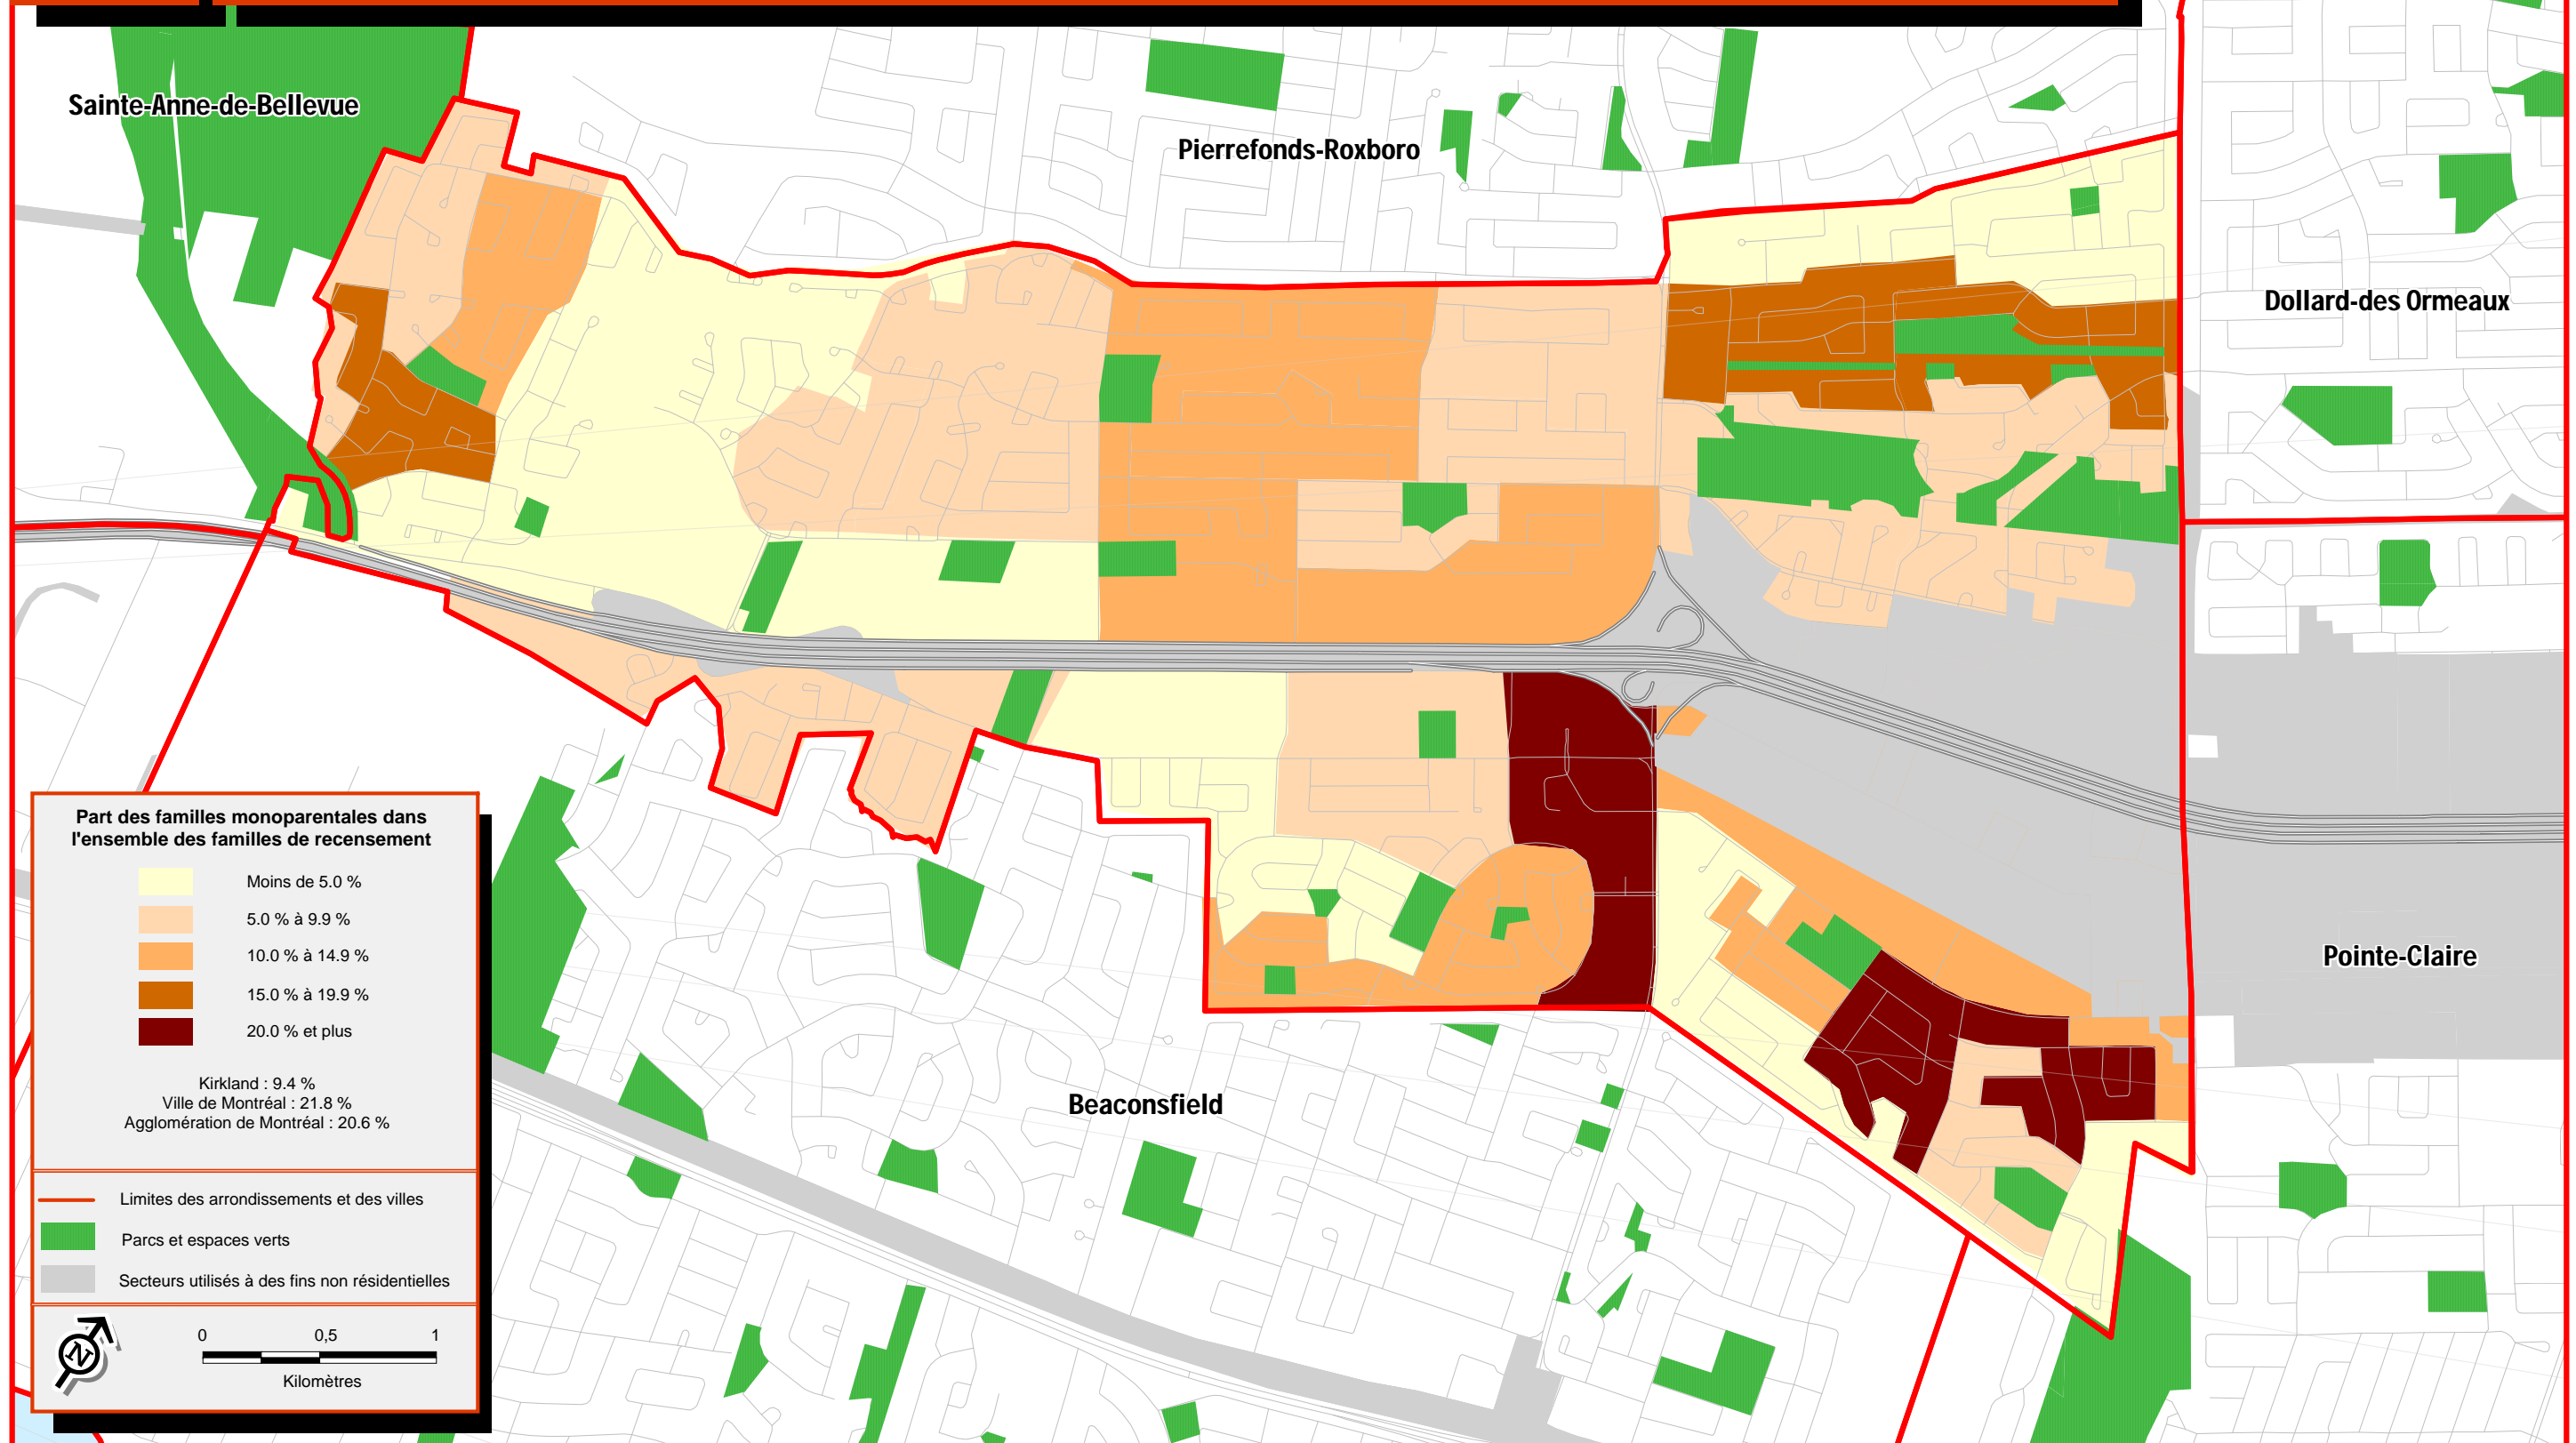 Sainte-Anne-de-Bellevue
Pierrefonds-Roxboro
Dollard-des Ormeaux
Pointe-Claire
Beaconsfield
Part des familles monoparentales dans
l'ensemble des familles de recensement
Moins de 5.0 %
5.0 % à 9.9 %
10.0 % à 14.9 %
15.0 % à 19.9 %
20.0 % et plus
Kirkland : 9.4 %
Ville de Montréal : 21.8 %
Agglomération de Montréal : 20.6 %
Limites des arrondissements et des villes
Parcs et espaces verts
Secteurs utilisés à des fins non résidentielles
N
0 0,5 1
Kilomètres